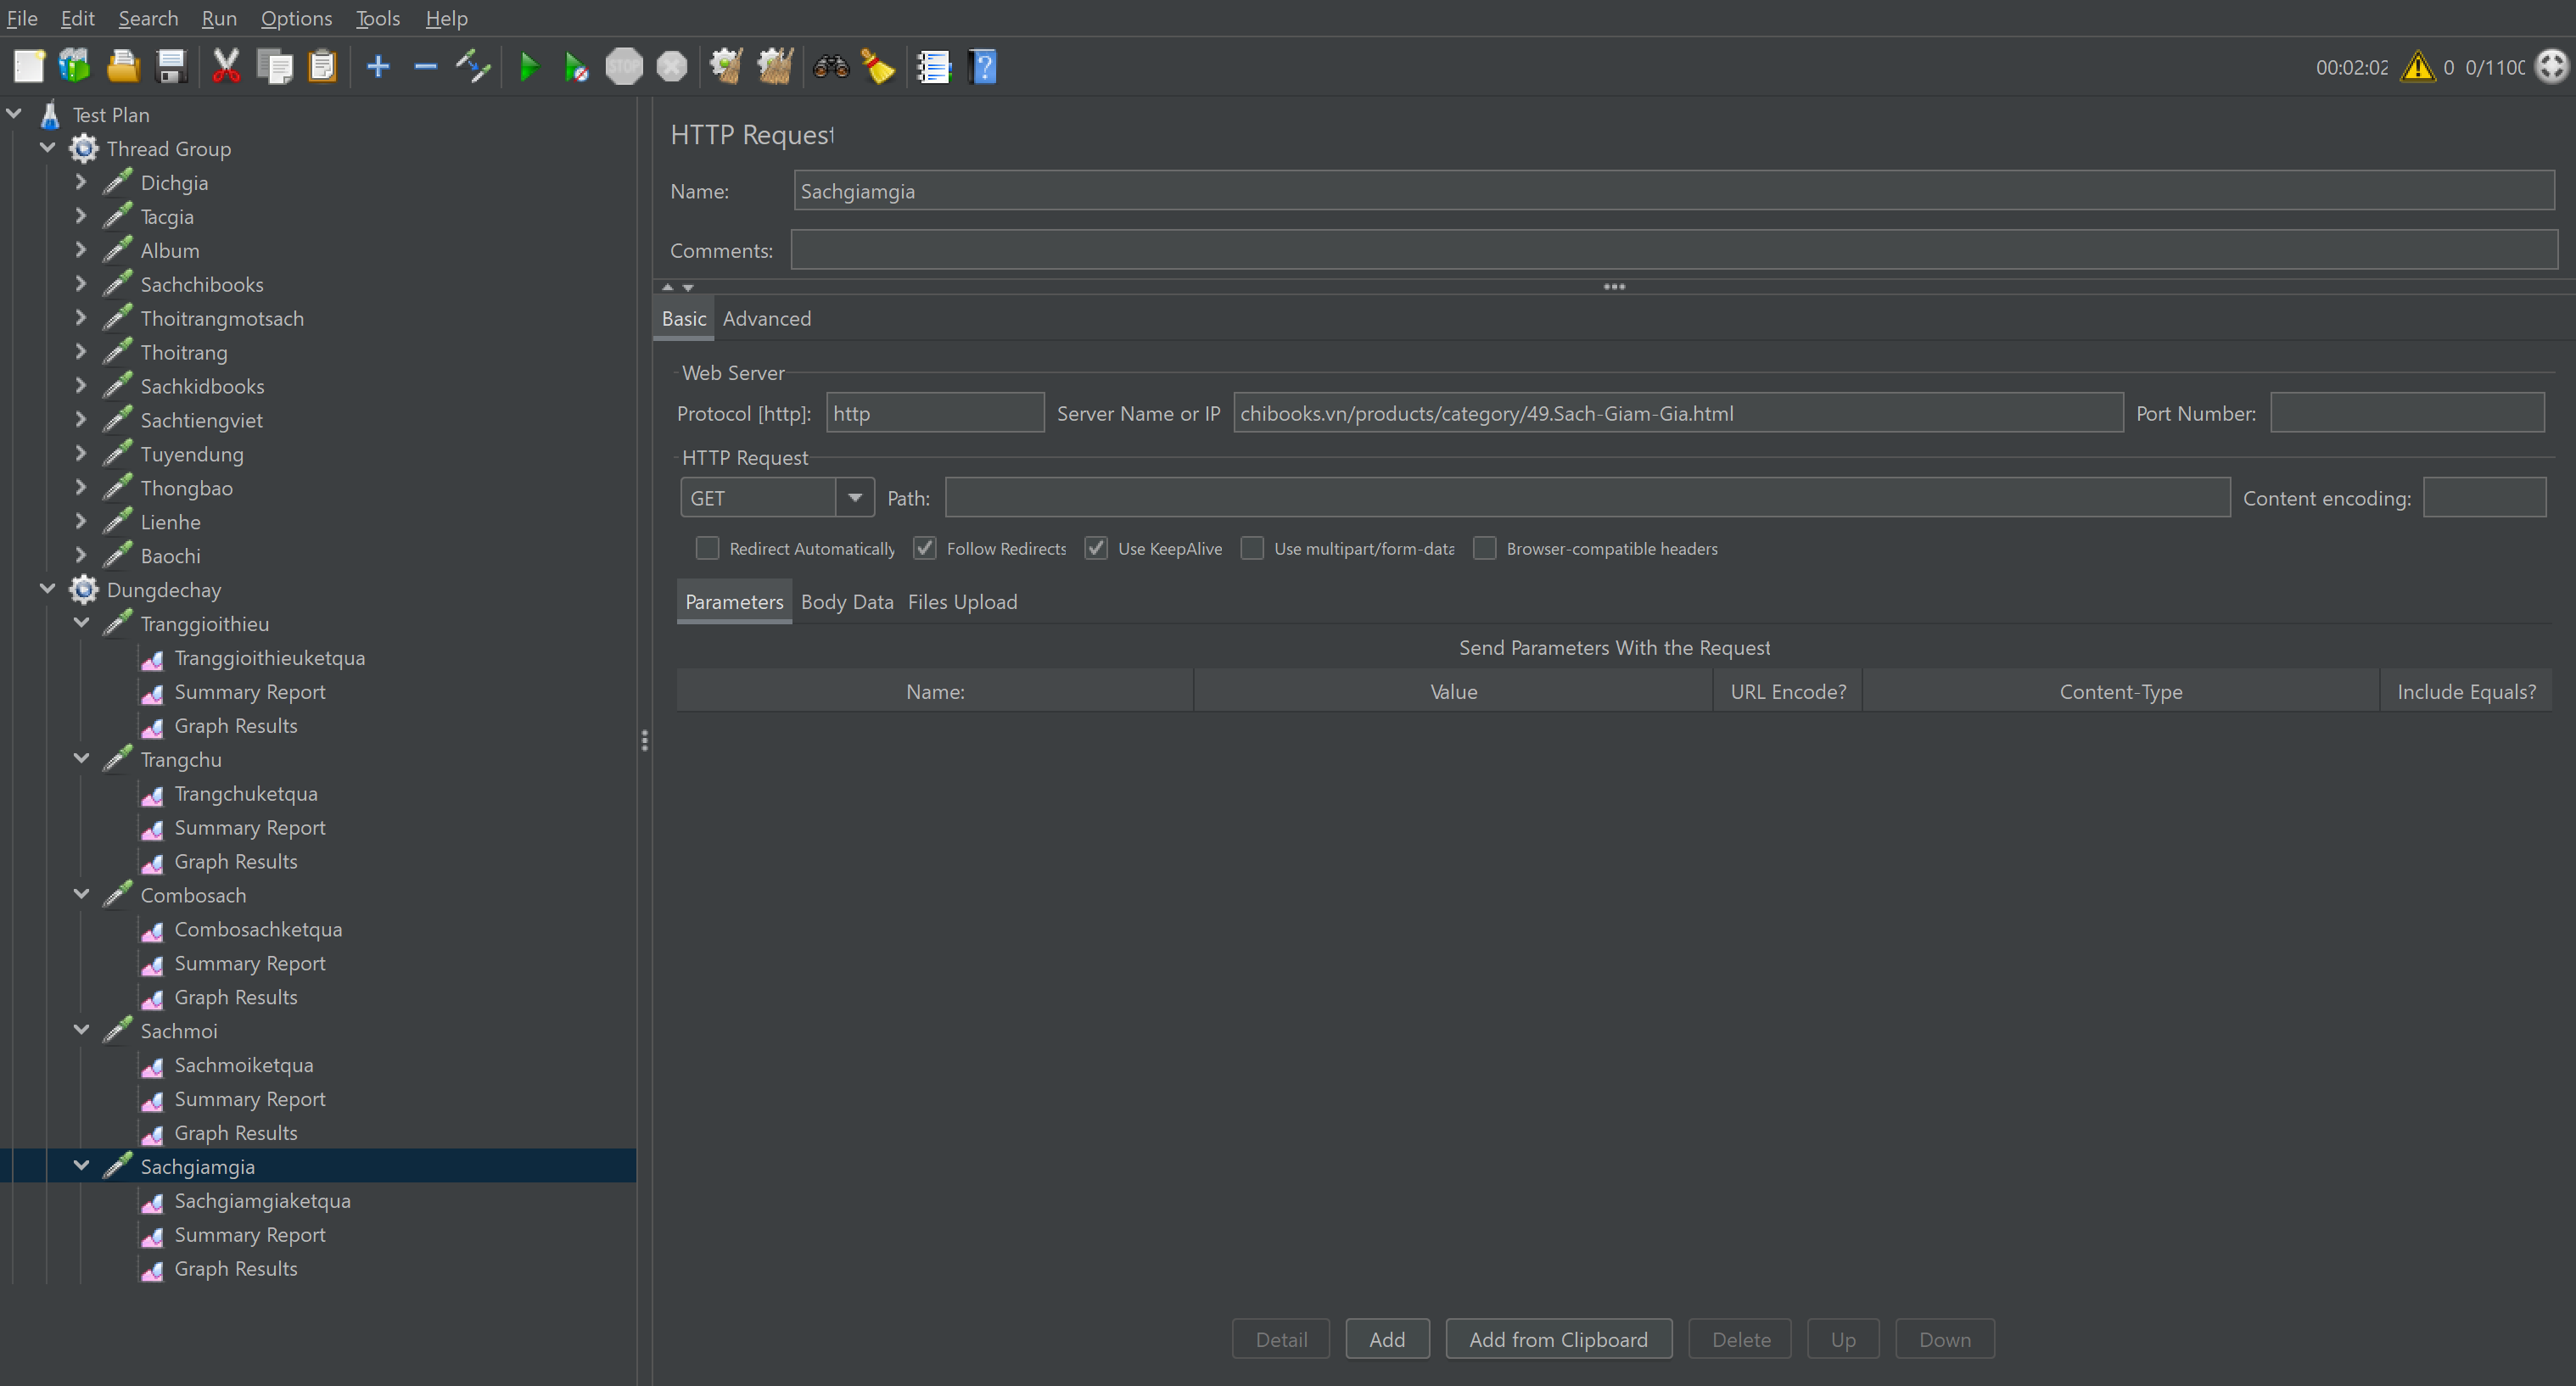 File Edit Search Run Options Tools Help
STOP
00:02:02 0 0/1100
Test Plan
Thread Group
Dichgia
Tacgia
Album
Sachchibooks
Thoitrangmotsach
Thoitrang
Sachkidbooks
Sachtiengviet
Tuyendung
Thongbao
Lienhe
Baochi
Dungdechay
Tranggioithieu
Tranggioithieuketqua
Summary Report
Graph Results
Trangchu
Trangchuketqua
Summary Report
Graph Results
Combosach
Combosachketqua
Summary Report
Graph Results
Sachmoi
Sachmoiketqua
Summary Report
Graph Results
Sachgiamgia
Sachgiamgiaketqua
Summary Report
Graph Results
HTTP Request
Name: Sachgiamgia
Comments:
Basic Advanced
Web Server
Protocol [http]: http Server Name or IP chibooks.vn/products/category/49.Sach-Giam-Gia.html Port Number:
HTTP Request
GET Path: Content encoding:
Redirect Automatically Follow Redirects Use KeepAlive Use multipart/form-data Browser-compatible headers
Parameters Body Data Files Upload
Send Parameters With the Request
Name: Value URL Encode? Content-Type Include Equals?
Detail Add Add from Clipboard Delete Up Down